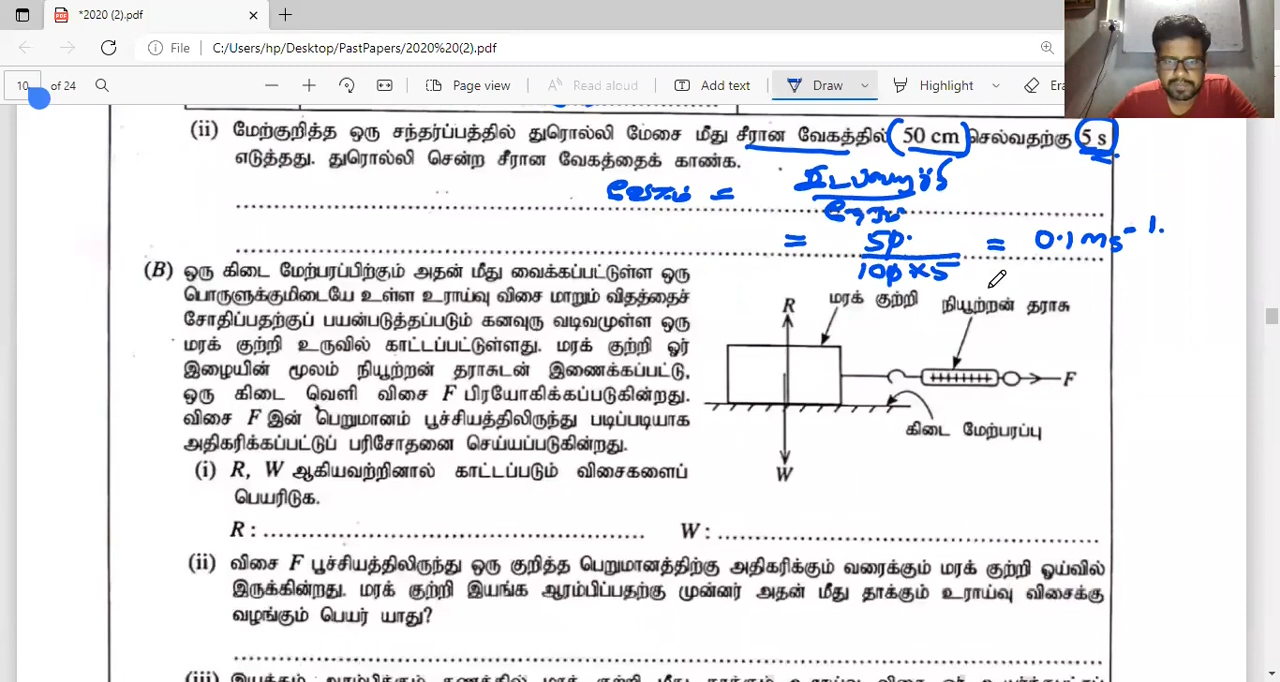 *2020 (2).pdf
File
C:/Users/hp/Desktop/PastPapers/2020%20(2).pdf
10 of 24
Page view
Read aloud
Add text
Draw
Highlight
Era
(ii) மேற்குறித்த ஒரு சந்தர்ப்பத்தில் துரொல்லி மேசை மீது சீரான வேகத்தில் 50 cm செல்வதற்கு 5 s
எடுத்தது. துரொல்லி சென்ற சீரான வேகத்தைக் காண்க.
வேகம் = இடப்பெயர்ச்சி
நேரம்
= 50
100 × 5
= 0.1 ms⁻¹.
(B) ஒரு கிடை மேற்பரப்பிற்கும் அதன் மீது வைக்கப்பட்டுள்ள ஒரு
பொருளுக்குமிடையே உள்ள உராய்வு விசை மாறும் விதத்தைச்
சோதிப்பதற்குப் பயன்படுத்தப்படும் கனவுரு வடிவமுள்ள ஒரு
மரக் குற்றி உருவில் காட்டப்பட்டுள்ளது. மரக் குற்றி ஓர்
இழையின் மூலம் நியூற்றன் தராசுடன் இணைக்கப்பட்டு,
ஒரு கிடை வெளி விசை F பிரயோகிக்கப்படுகின்றது.
விசை F இன் பெறுமானம் பூச்சியத்திலிருந்து படிப்படியாக
அதிகரிக்கப்பட்டுப் பரிசோதனை செய்யப்படுகின்றது.
R
மரக் குற்றி
நியூற்றன் தராசு
F
கிடை மேற்பரப்பு
W
(i) R, W ஆகியவற்றினால் காட்டப்படும் விசைகளைப்
பெயரிடுக.
R : ........................................ W : ........................................
(ii) விசை F பூச்சியத்திலிருந்து ஒரு குறித்த பெறுமானத்திற்கு அதிகரிக்கும் வரைக்கும் மரக் குற்றி ஓய்வில்
இருக்கின்றது. மரக் குற்றி இயங்க ஆரம்பிப்பதற்கு முன்னர் அதன் மீது தாக்கும் உராய்வு விசைக்கு
வழங்கும் பெயர் யாது?